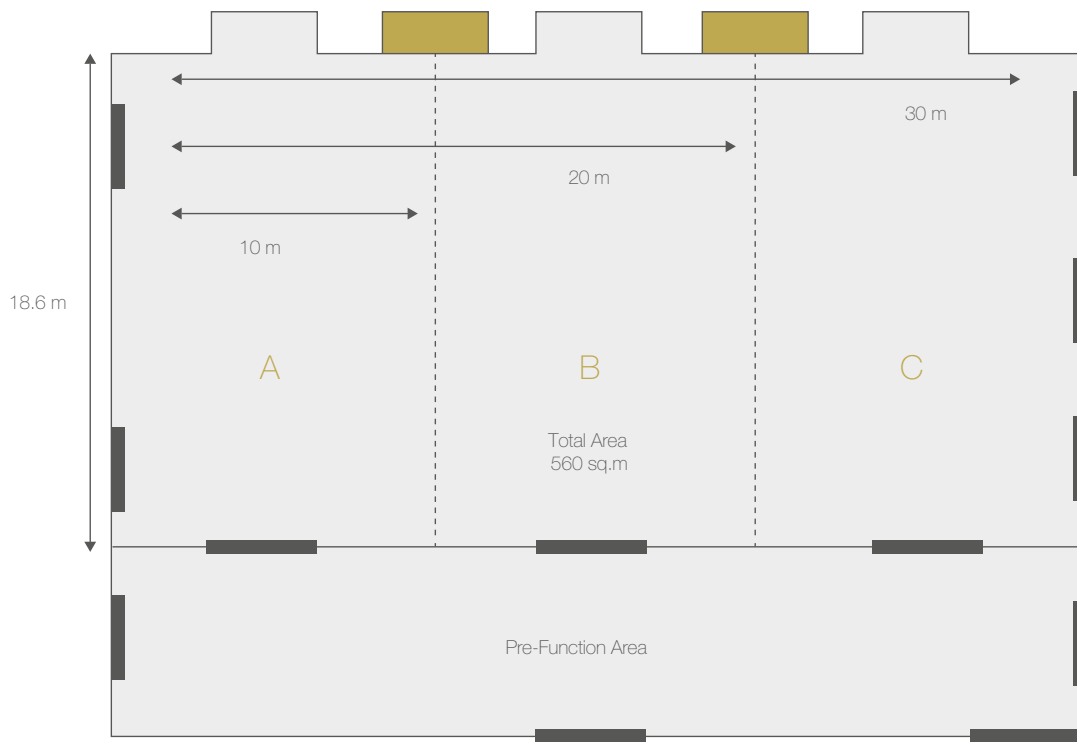 30 m
20 m
10 m
18.6 m
A
B
C
Total Area
560 sq.m
Pre-Function Area